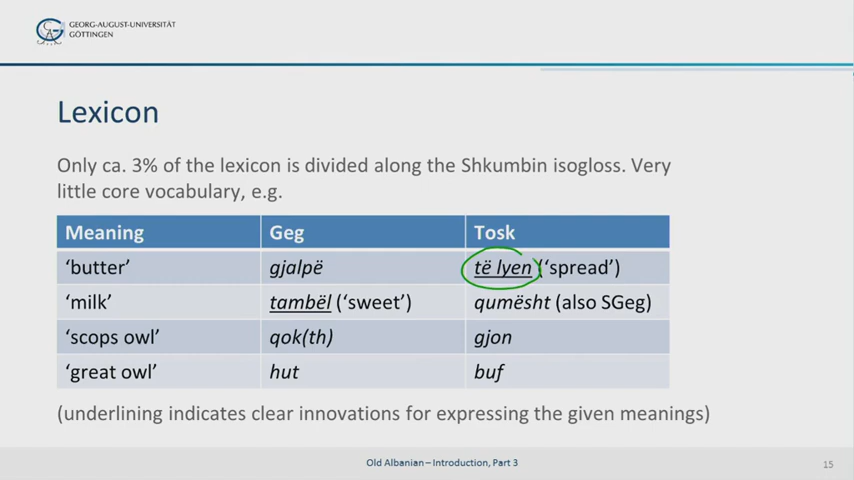 GEORG-AUGUST-UNIVERSITÄT
GÖTTINGEN
Lexicon
Only ca. 3% of the lexicon is divided along the Shkumbin isogloss. Very
little core vocabulary, e.g.
Meaning Geg Tosk
‘butter’ gjalpë të lyen (‘spread’)
‘milk’ tambël (‘sweet’) qumësht (also SGeg)
‘scops owl’ qok(th) gjon
‘great owl’ hut buf
(underlining indicates clear innovations for expressing the given meanings)
Old Albanian – Introduction, Part 3
15